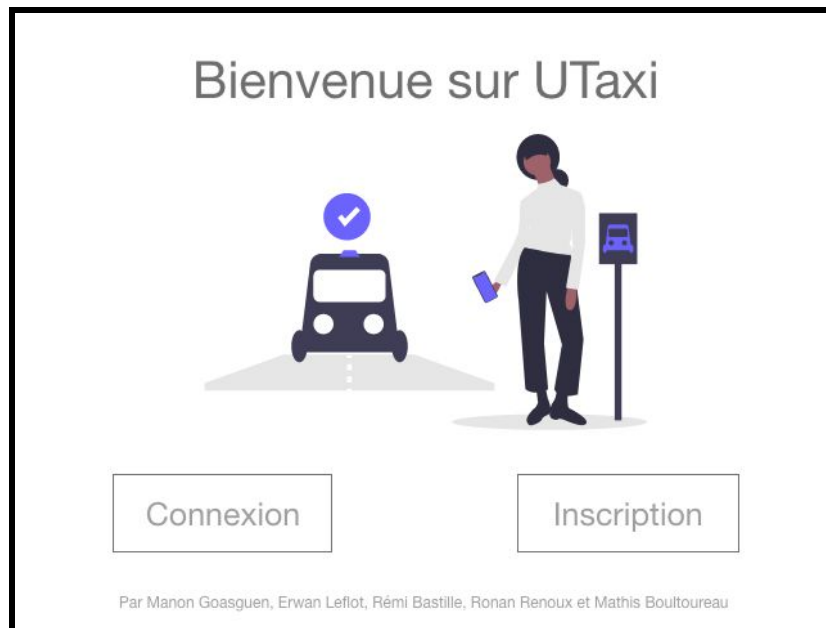 Bienvenue sur UTaxi
Connexion
Inscription
Par Manon Goasguen, Erwan Leflot, Rémi Bastille, Ronan Renoux et Mathis Boultoureau